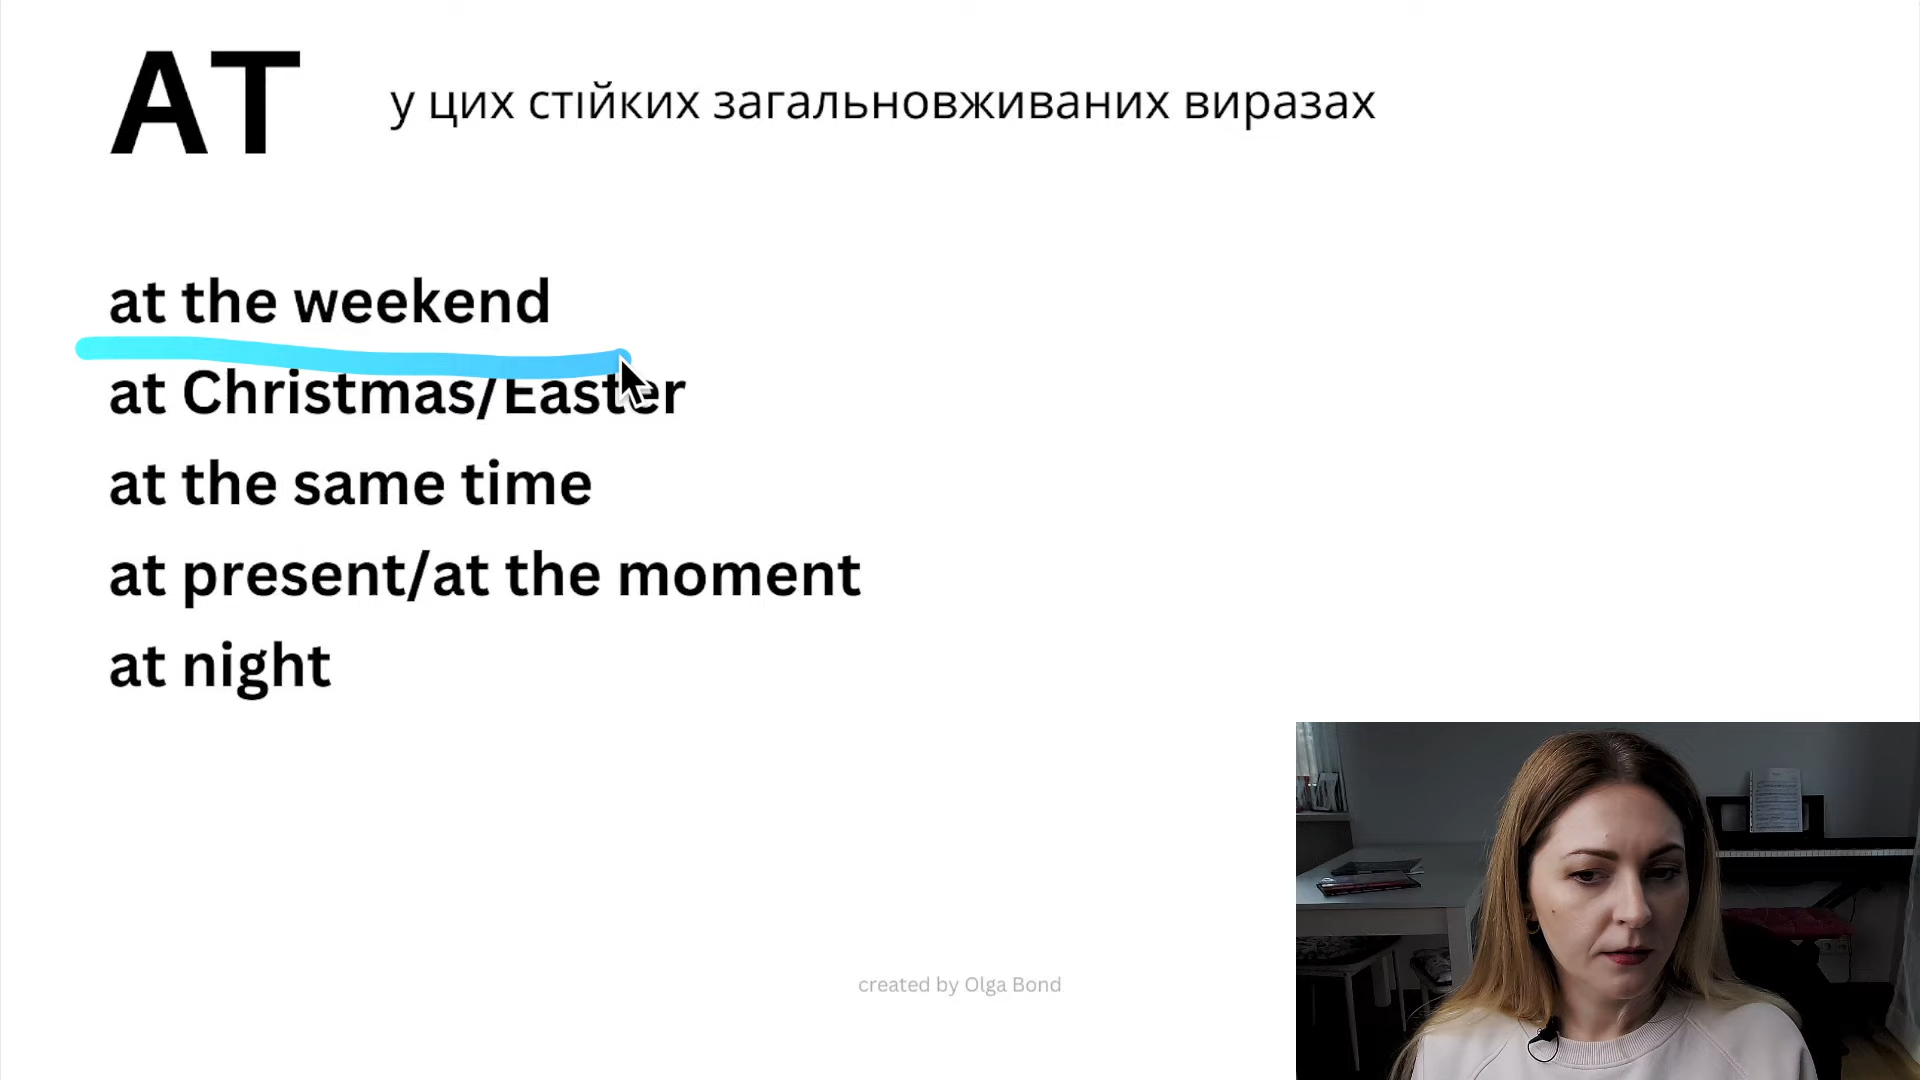 AT
у цих стійких загальновживаних виразах
at the weekend
at Christmas/Easter
at the same time
at present/at the moment
at night
created by Olga Bond